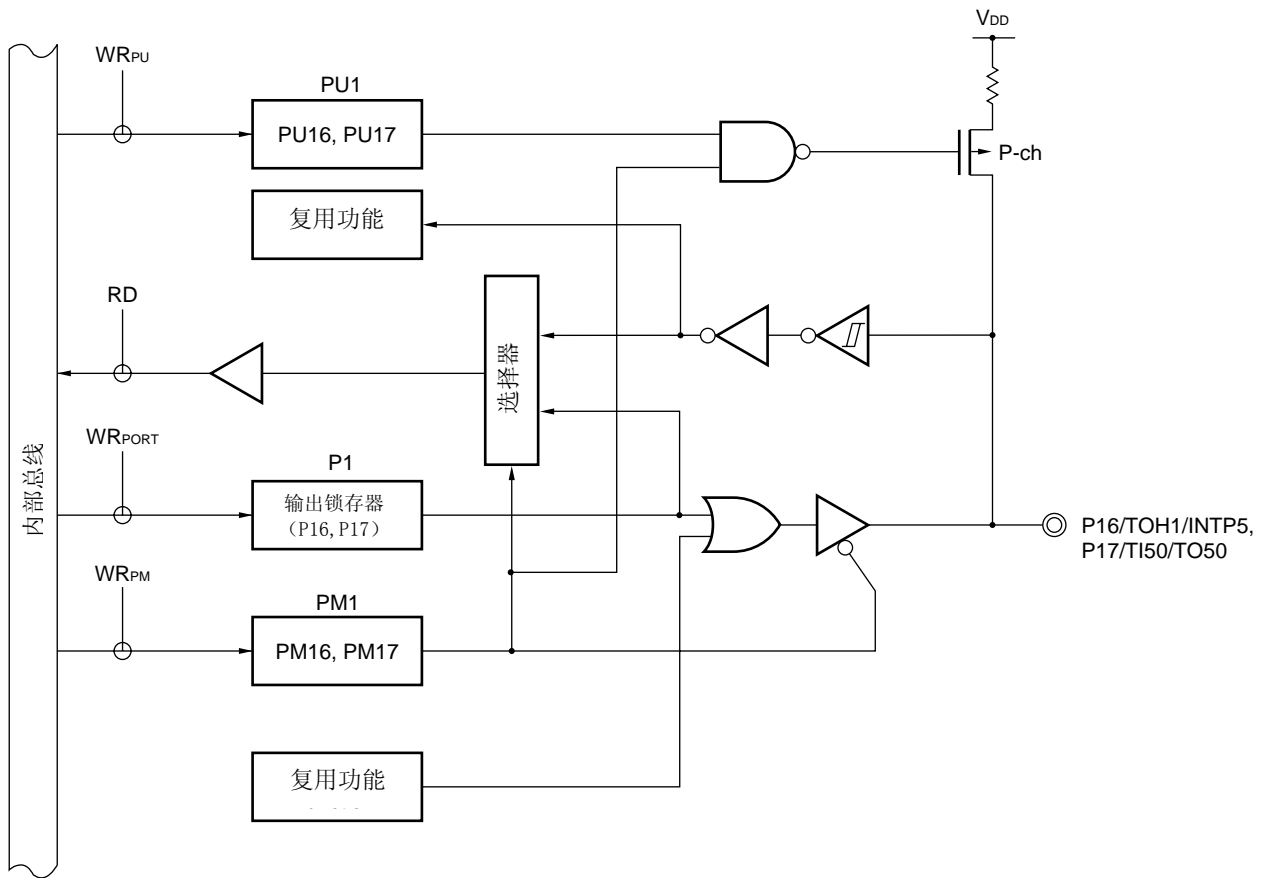 VDD
WRPU
PU1
PU16, PU17
P-ch
复用功能
RD
选择器
WRPORT
P1
内部总线
输出锁存器
(P16,P17)
P16/TOH1/INTP5,
P17/TI50/TO50
WRPM
PM1
PM16, PM17
复用功能